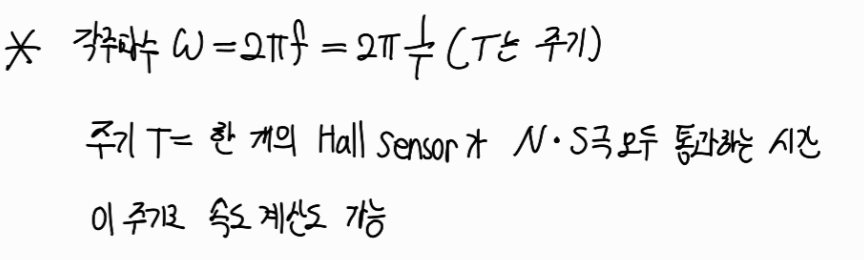 * 각주파수 ω = 2πf = 2π 1/T (T는 주기)
주기 T = 한 개의 Hall sensor가 N·S극 모두 통과하는 시간
이 주기로 속도 계산도 가능